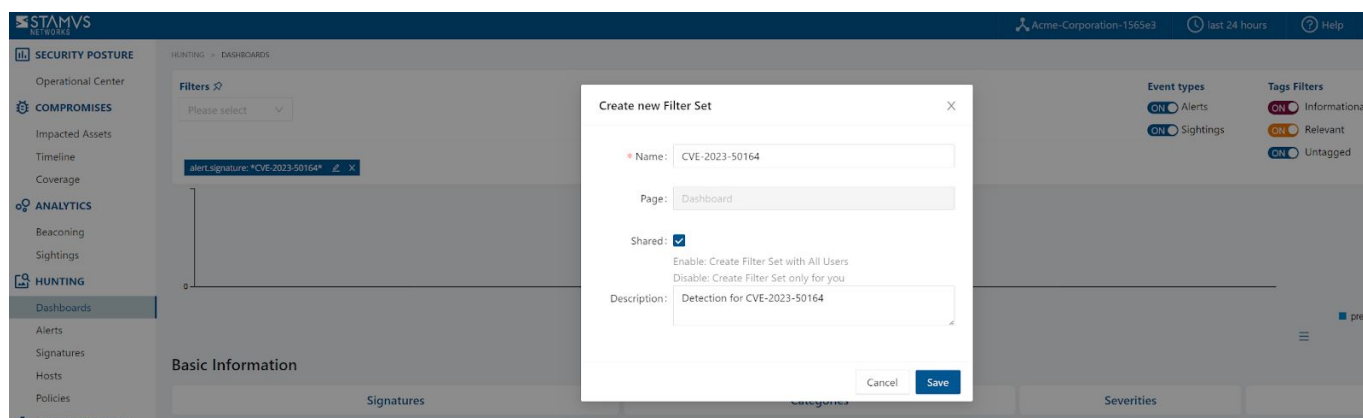 STAMVS
NETWORKS
Acme-Corporation-1565e3
last 24 hours
Help
SECURITY POSTURE
Operational Center
COMPROMISES
Impacted Assets
Timeline
Coverage
ANALYTICS
Beaconing
Sightings
HUNTING
Dashboards
Alerts
Signatures
Hosts
Policies
HUNTING > DASHBOARDS
Filters
Please select
alert.signature: *CVE-2023-50164* X
Event types
ON Alerts
ON Sightings
Tags Filters
ON Informationa
ON Relevant
ON Untagged
0
pre
Basic Information
Signatures
Categories
Severities
Create new Filter Set
* Name: CVE-2023-50164
Page: Dashboard
Shared:
Enable: Create Filter Set with All Users
Disable: Create Filter Set only for you
Description: Detection for CVE-2023-50164
Cancel
Save